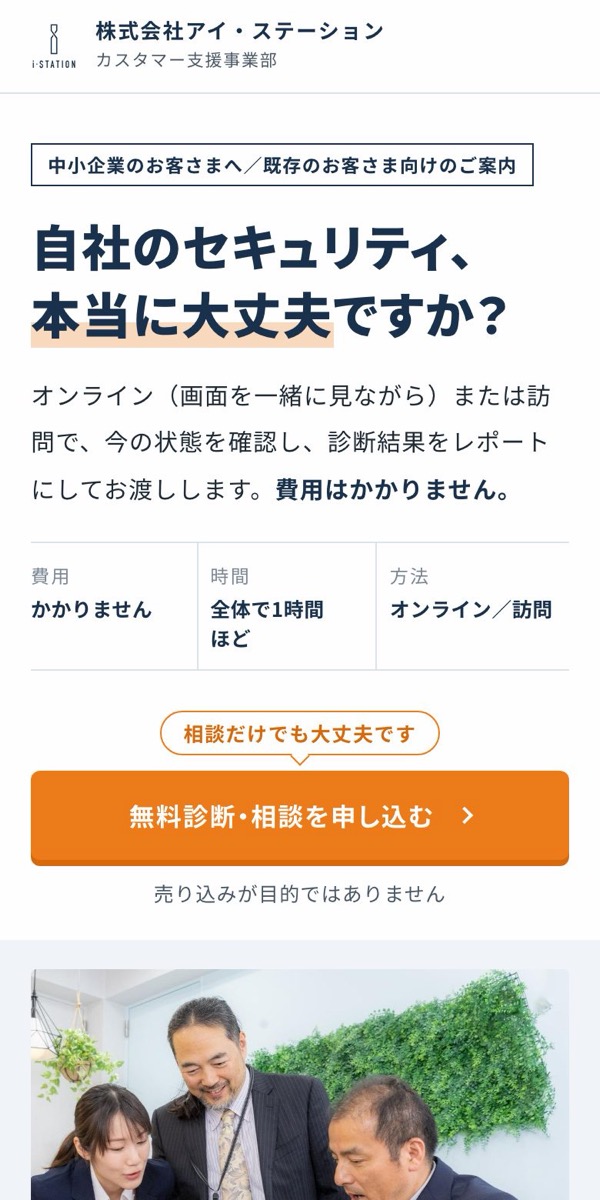 i-STATION
株式会社アイ・ステーション
カスタマー支援事業部
中小企業のお客さまへ／既存のお客さま向けのご案内
自社のセキュリティ、
本当に大丈夫ですか？
オンライン（画面を一緒に見ながら）または訪
問で、今の状態を確認し、診断結果をレポート
にしてお渡しします。費用はかかりません。
費用
かかりません
時間
全体で1時間
ほど
方法
オンライン／訪問
相談だけでも大丈夫です
無料診断・相談を申し込む
売り込みが目的ではありません